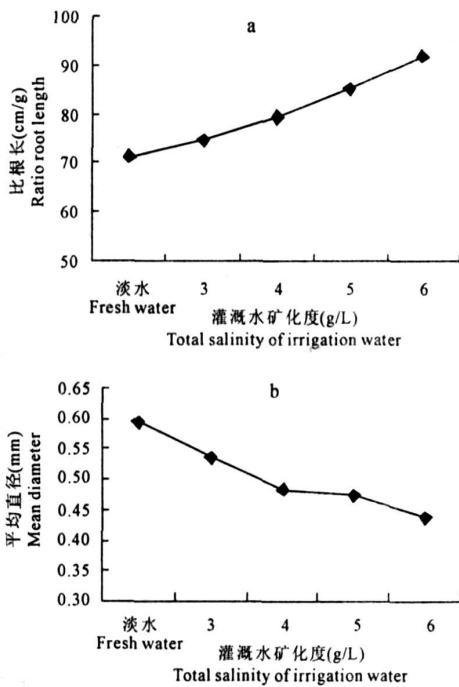 a
100
90
80
70
60
50
比根长(cm/g)
Ratio root length
淡水 3 4 5 6
Fresh water
灌溉水矿化度(g/L)
Total salinity of irrigation water
b
0.65
0.60
0.55
0.50
0.45
0.40
0.35
0.30
平均直径(mm)
Mean diameter
淡水 3 4 5 6
Fresh water
灌溉水矿化度(g/L)
Total salinity of irrigation water